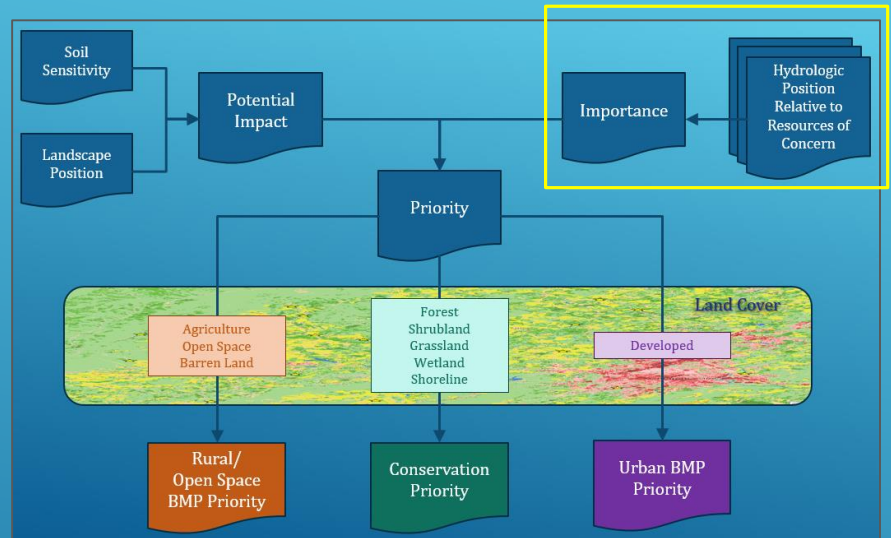 Soil
Sensitivity
Landscape
Position
Potential
Impact
Importance
Hydrologic
Position
Relative to
Resources of
Concern
Priority
Land Cover
Agriculture
Open Space
Barren Land
Forest
Shrubland
Grassland
Wetland
Shoreline
Developed
Rural/
Open Space
BMP Priority
Conservation
Priority
Urban BMP
Priority